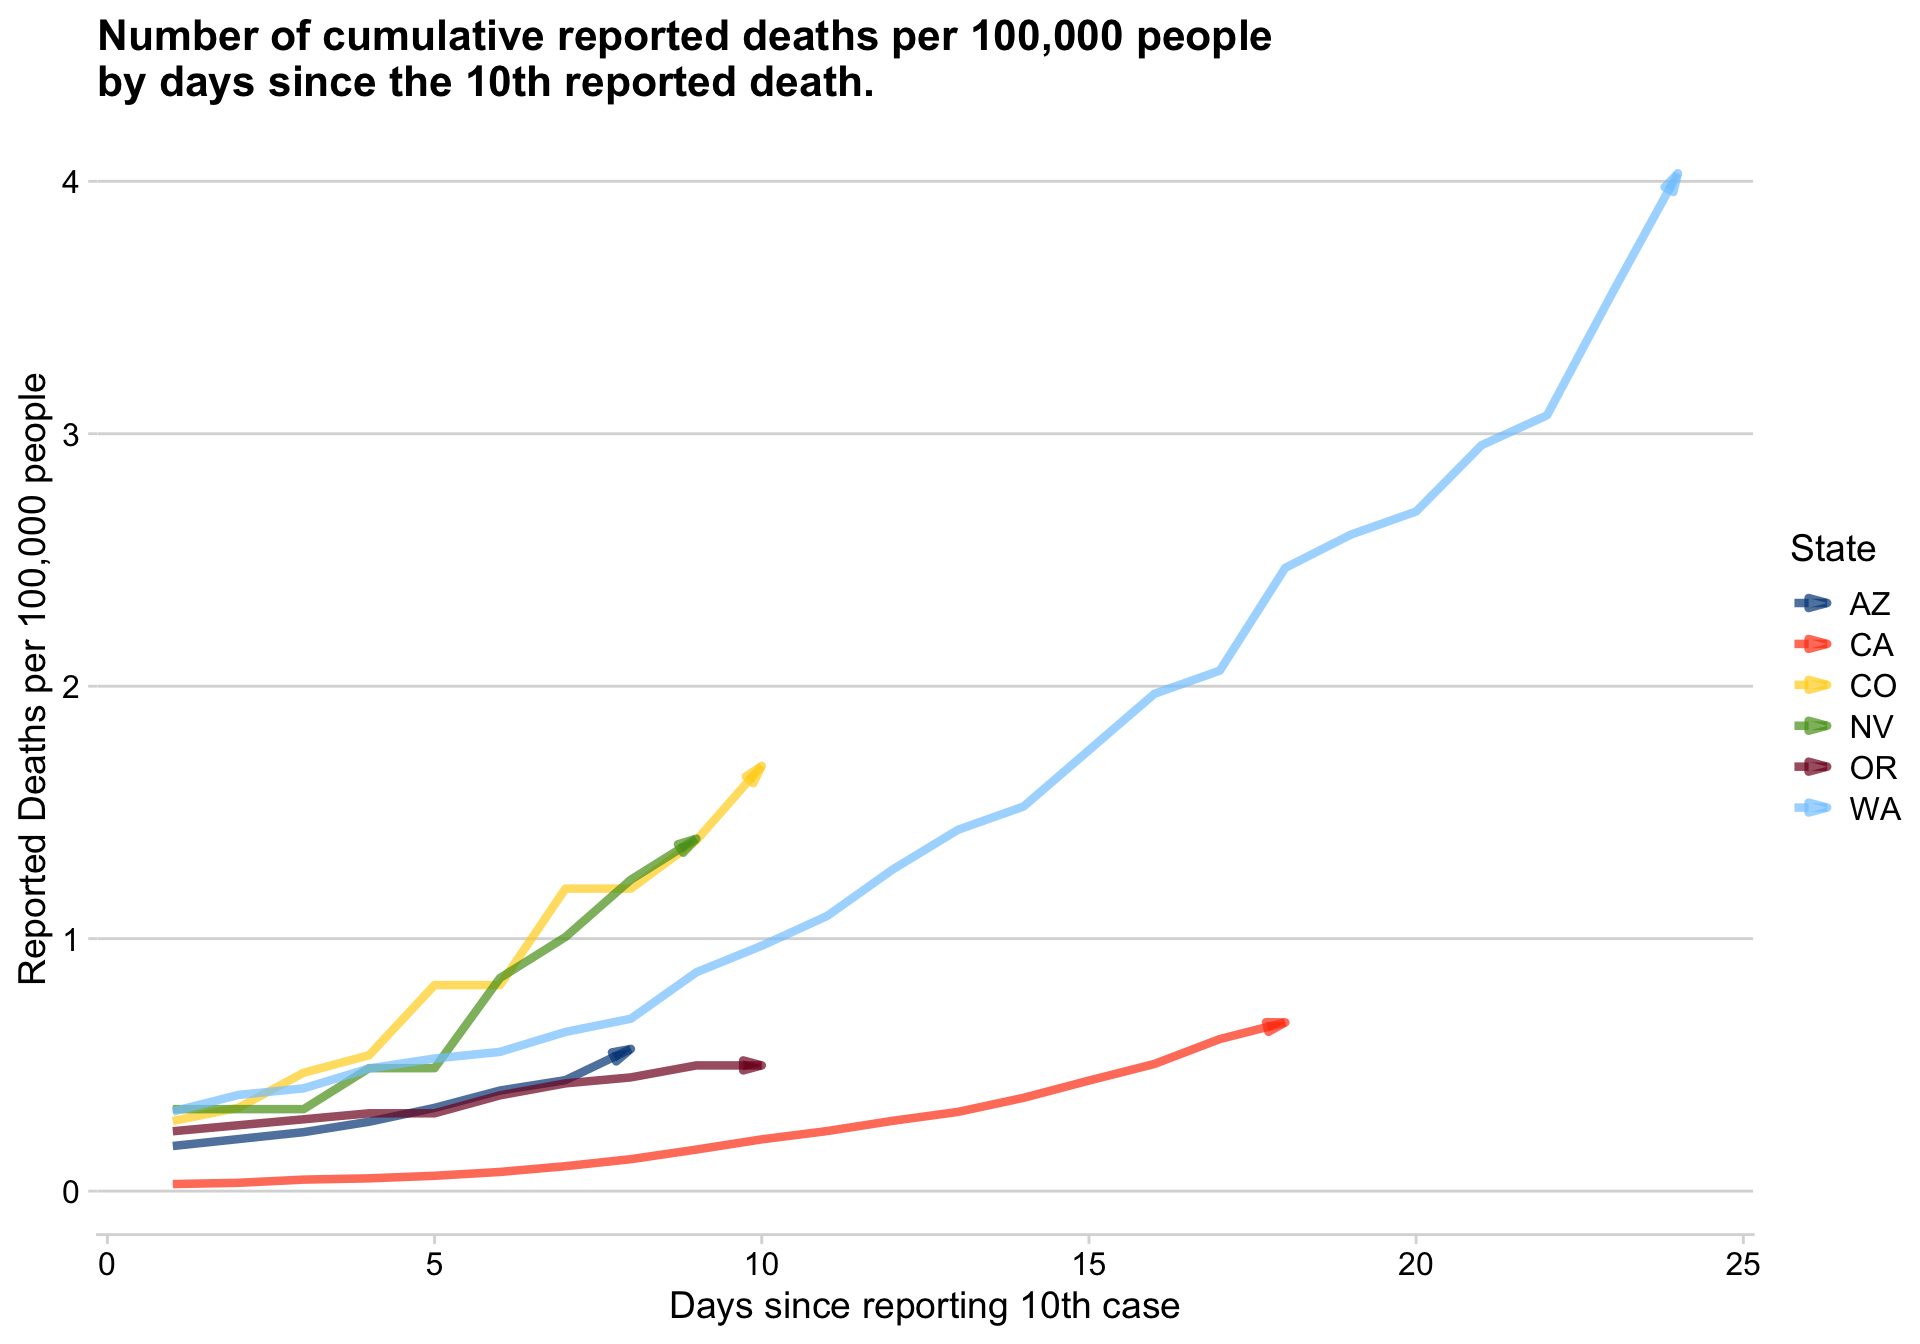 Number of cumulative reported deaths per 100,000 people
by days since the 10th reported death.
Reported Deaths per 100,000 people
4
3
2
1
0
0 5 10 15 20 25
Days since reporting 10th case
State
AZ
CA
CO
NV
OR
WA